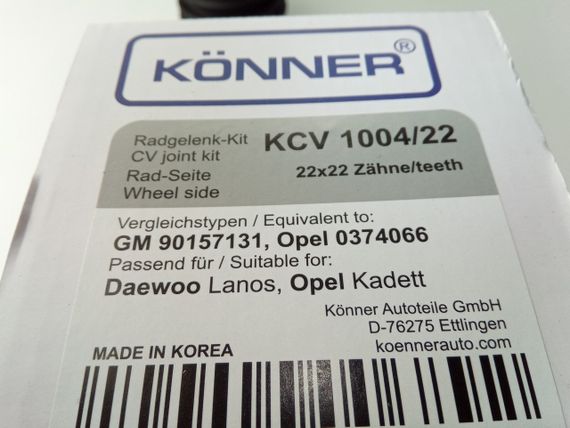 KÖNNER®
Radgelenk-Kit
CV joint kit
Rad-Seite
Wheel side
KCV 1004/22
22x22 Zähne/teeth
Vergleichstypen / Equivalent to:
GM 90157131, Opel 0374066
Passend für / Suitable for:
Daewoo Lanos, Opel Kadett
Könner Autoteile GmbH
D-76275 Ettlingen
koennerauto.com
MADE IN KOREA